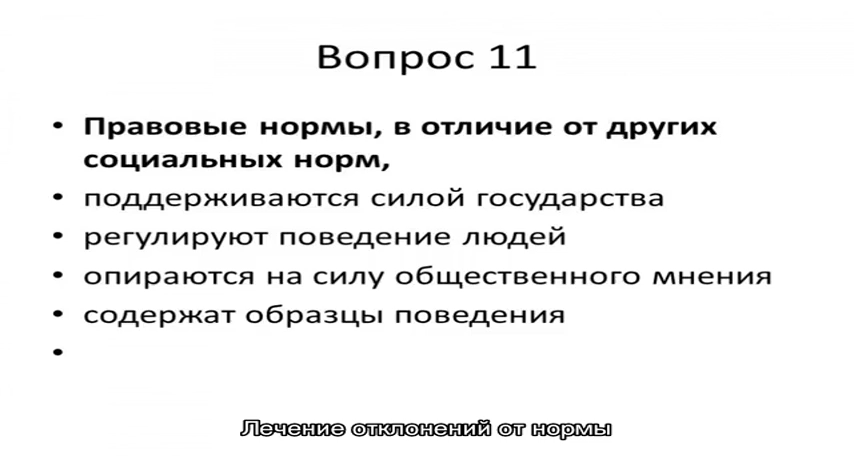 Вопрос 11
• Правовые нормы, в отличие от других
социальных норм,
• поддерживаются силой государства
• регулируют поведение людей
• опираются на силу общественного мнения
• содержат образцы поведения
•
Лечение отклонений от нормы